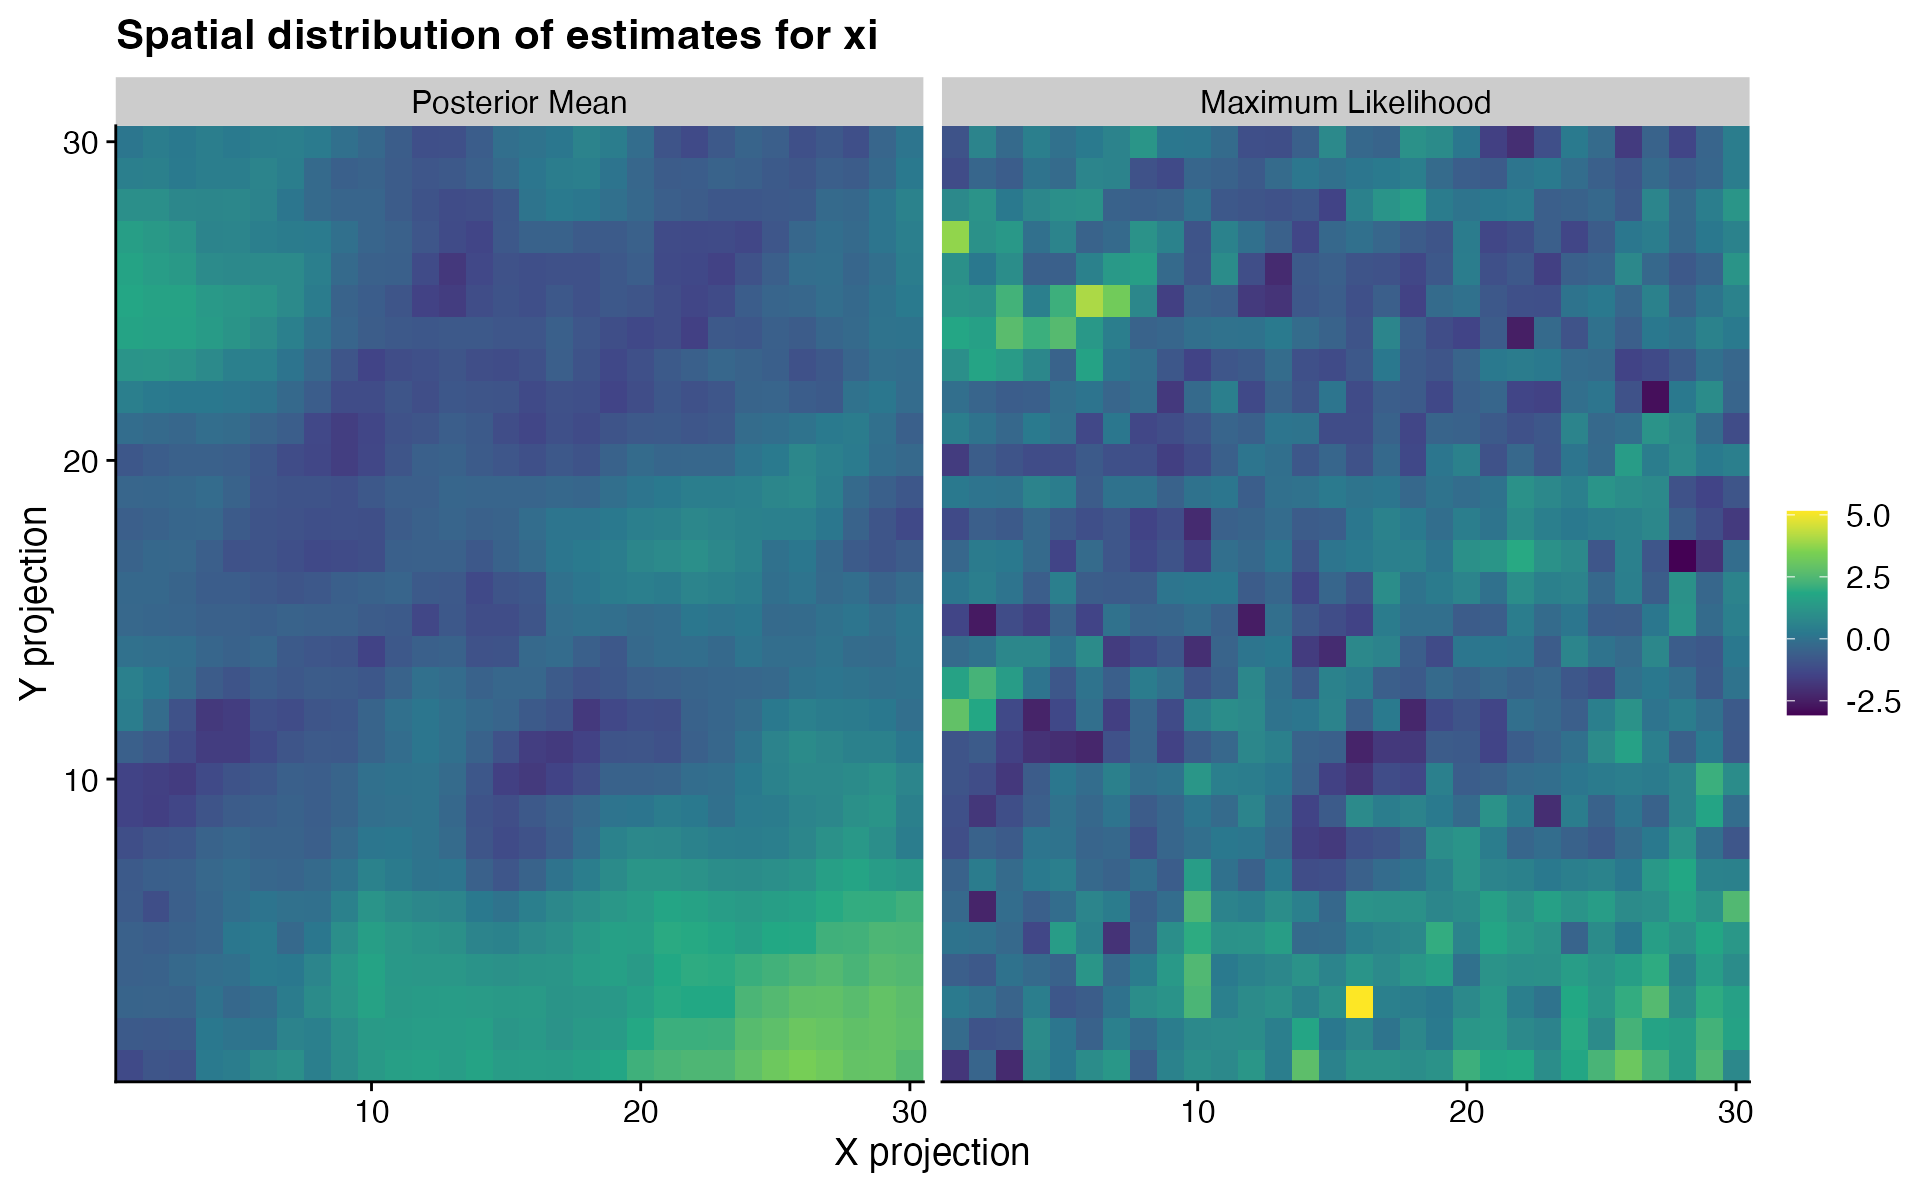 Spatial distribution of estimates for xi
Posterior Mean
Maximum Likelihood
30
20
10
Y projection
10
20
30
10
20
30
X projection
5.0
2.5
0.0
-2.5